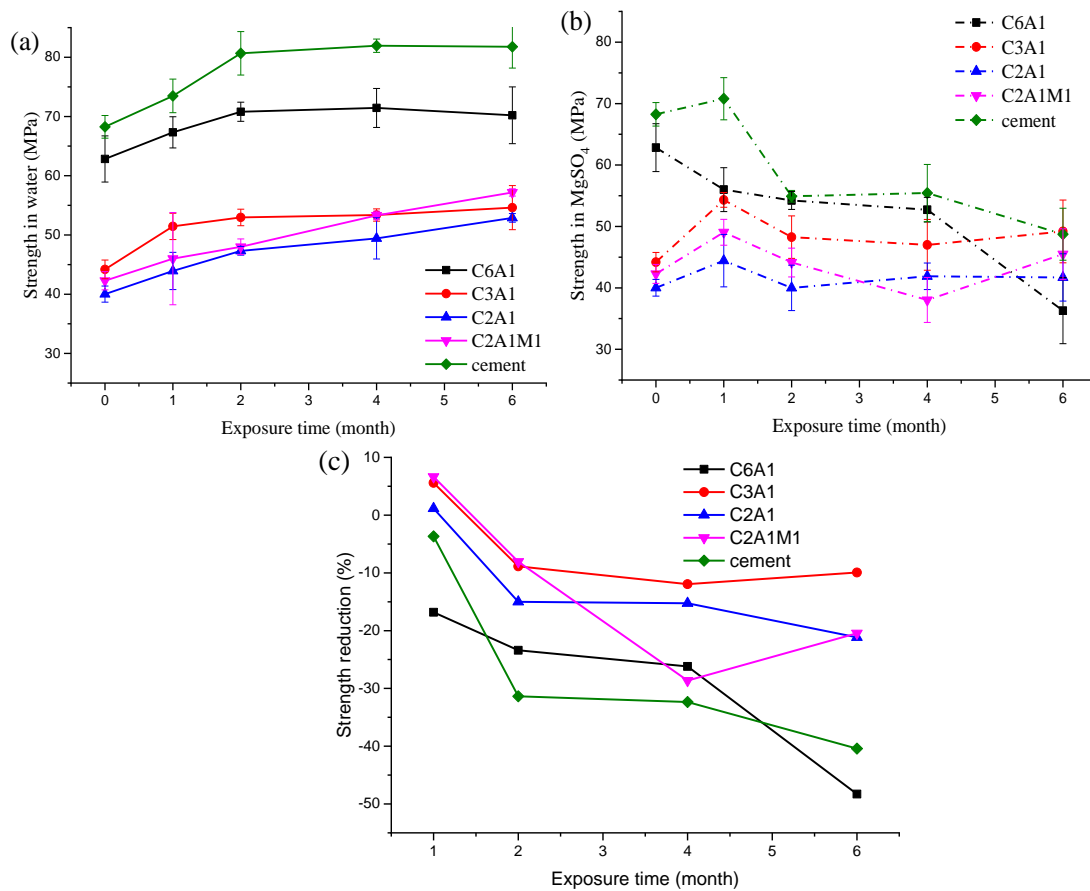 (a)
Strength in water (MPa)
80
70
60
50
40
30
0 1 2 3 4 5 6
Exposure time (month)
C6A1
C3A1
C2A1
C2A1M1
cement
(b)
Strength in MgSO4 (MPa)
80
70
60
50
40
30
0 1 2 3 4 5 6
Exposure time (month)
C6A1
C3A1
C2A1
C2A1M1
cement
(c)
Strength reduction (%)
10
0
-10
-20
-30
-40
-50
1 2 3 4 5 6
Exposure time (month)
C6A1
C3A1
C2A1
C2A1M1
cement